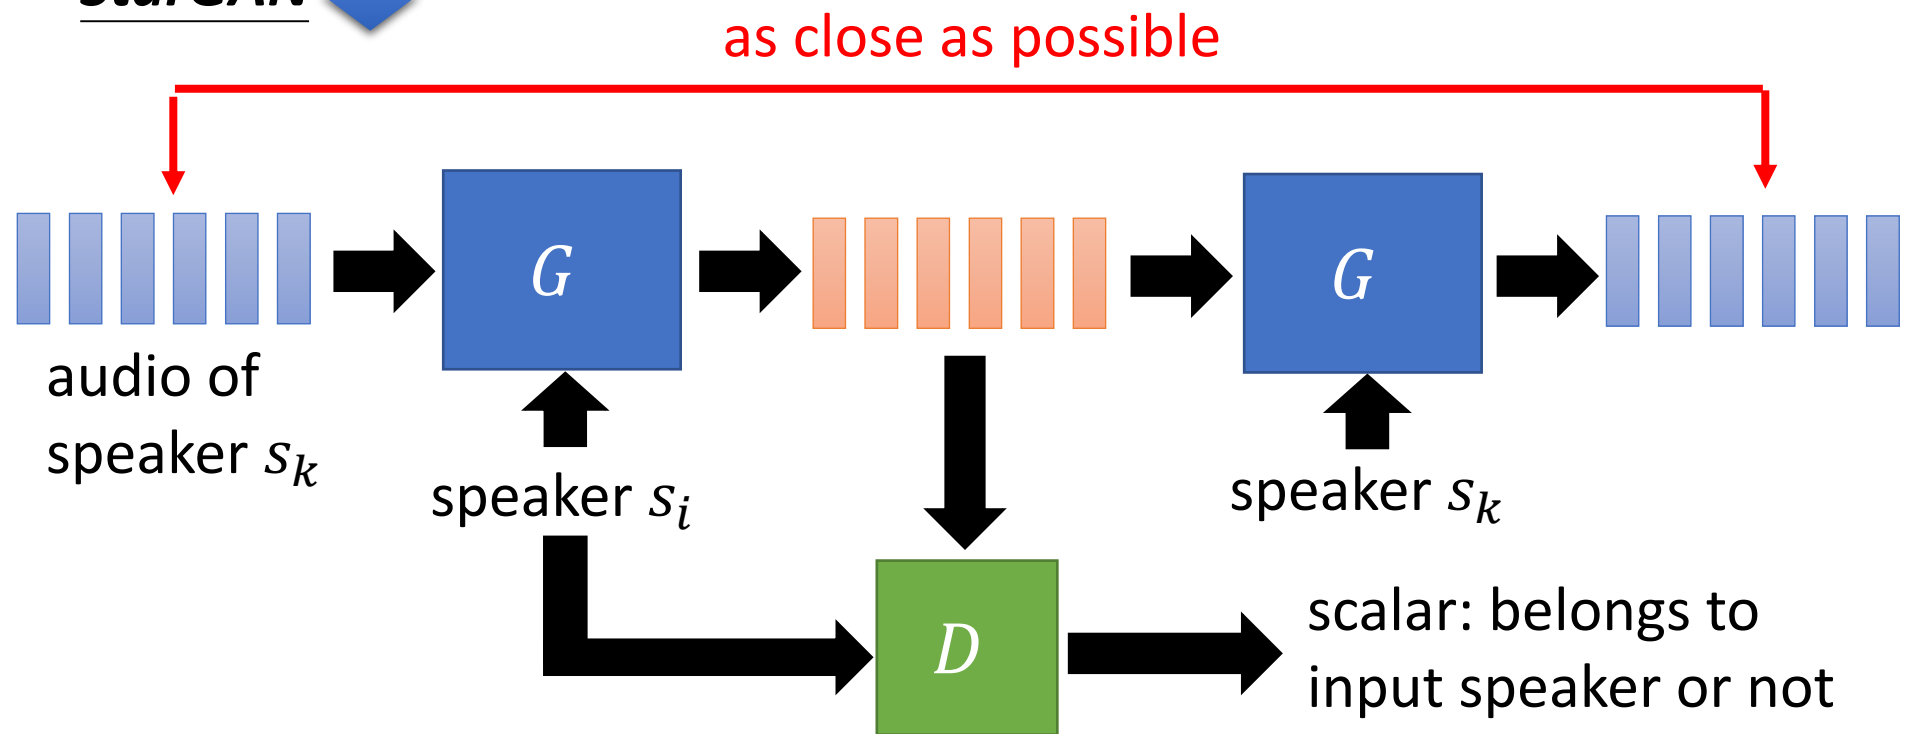 StarGAN
as close as possible
G
G
audio of
speaker s_k
speaker s_i
speaker s_k
D
scalar: belongs to
input speaker or not